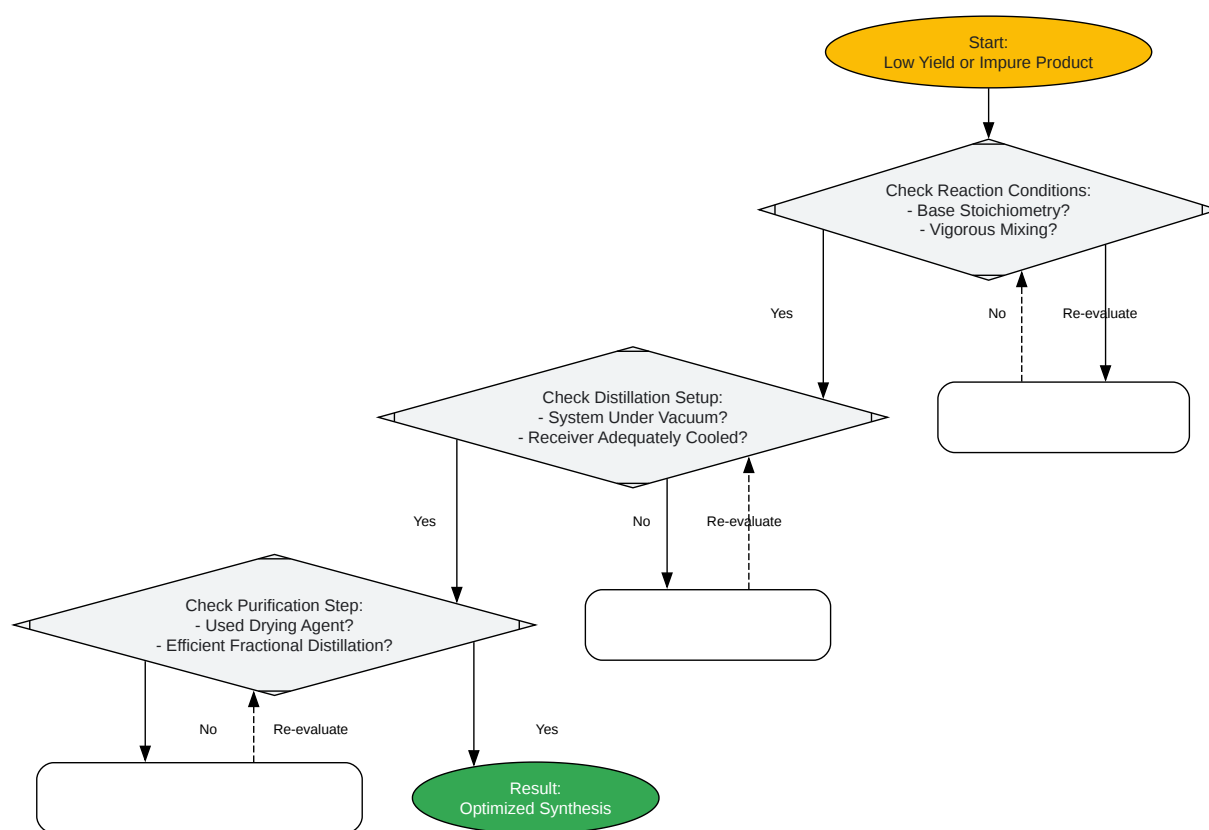 Start:
Low Yield or Impure Product
Check Reaction Conditions:
- Base Stoichiometry?
- Vigorous Mixing?
Yes
No
Re-evaluate
Check Distillation Setup:
- System Under Vacuum?
- Receiver Adequately Cooled?
Yes
No
Re-evaluate
Check Purification Step:
- Used Drying Agent?
- Efficient Fractional Distillation?
No
Re-evaluate
Yes
Result:
Optimized Synthesis